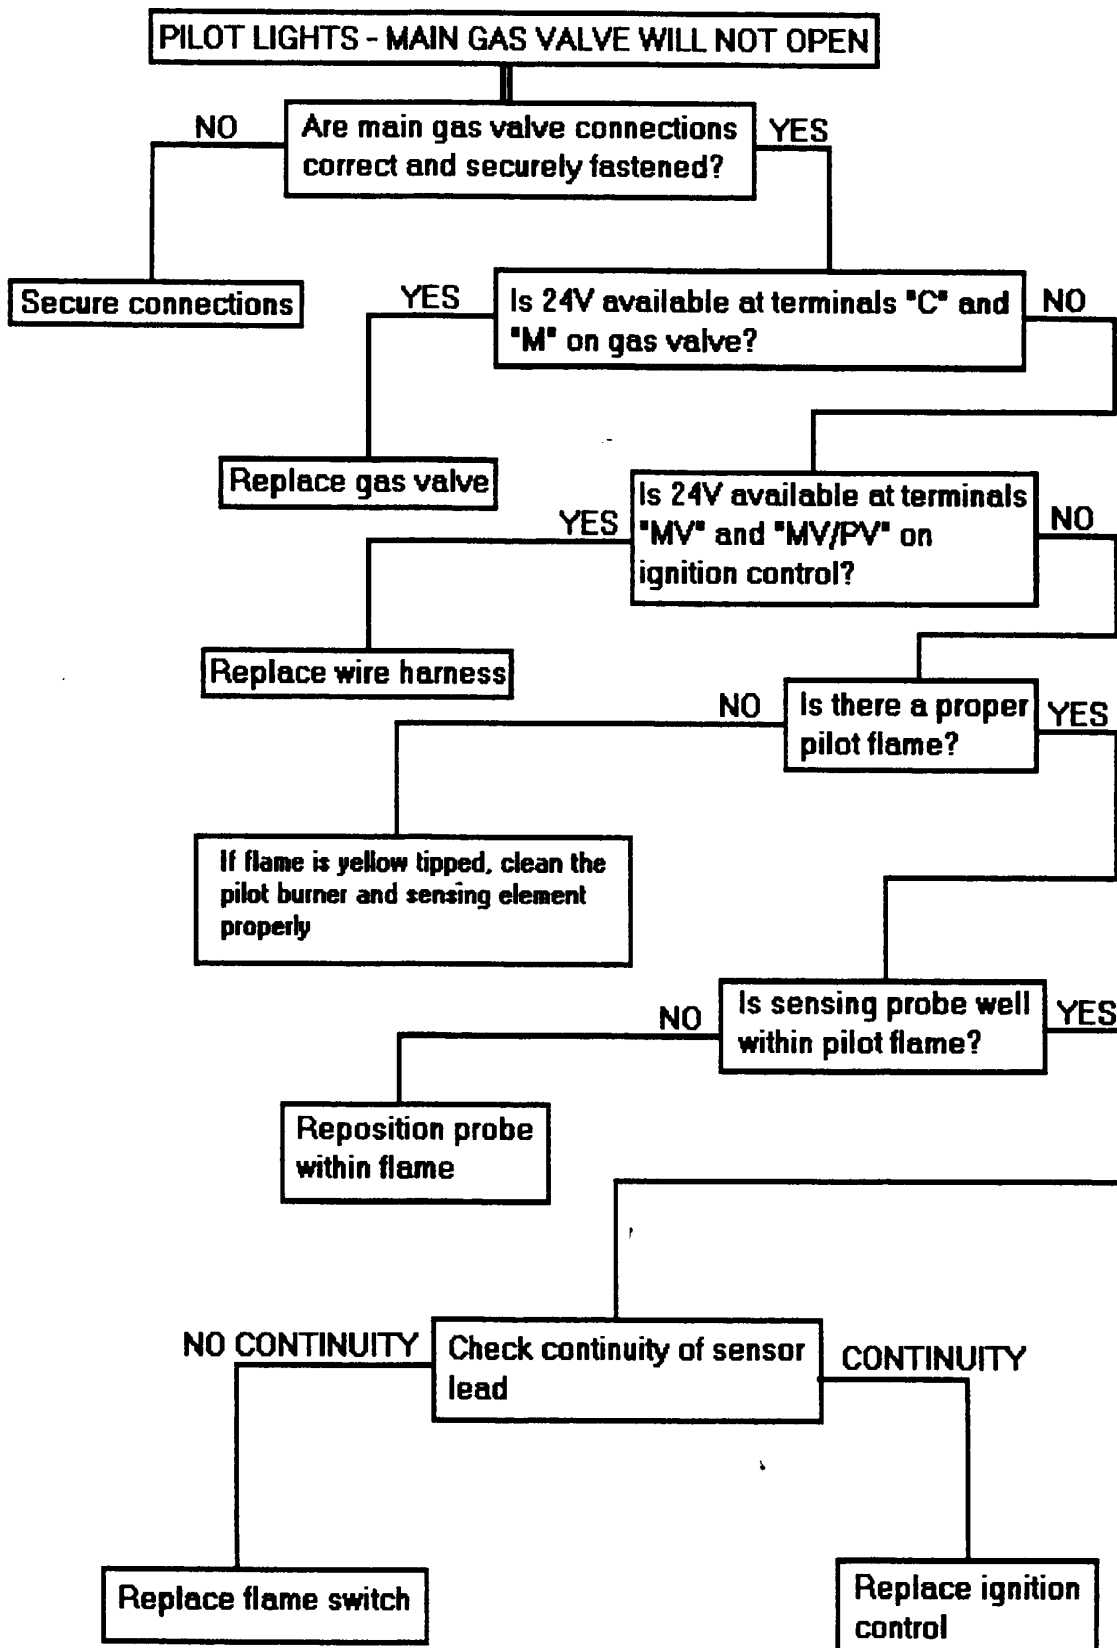 PILOT LIGHTS - MAIN GAS VALVE WILL NOT OPEN
NO
Are main gas valve connections
correct and securely fastened?
YES
Secure connections
YES
Is 24V available at terminals "C" and
"M" on gas valve?
NO
Replace gas valve
YES
Is 24V available at terminals
"MV" and "MV/PV" on
ignition control?
NO
Replace wire harness
NO
Is there a proper
pilot flame?
YES
If flame is yellow tipped, clean the
pilot burner and sensing element
properly
NO
Is sensing probe well
within pilot flame?
YES
Reposition probe
within flame
NO CONTINUITY
Check continuity of sensor
lead
CONTINUITY
Replace flame switch
Replace ignition
control